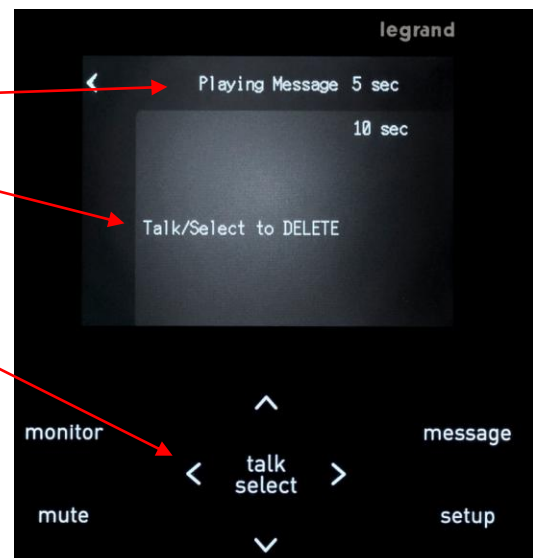 legrand
Playing Message 5 sec
10 sec
Talk/Select to DELETE
monitor
message
talk
select
mute
setup